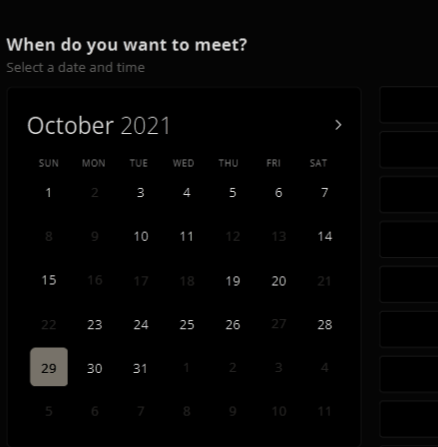 When do you want to meet?
Select a date and time
October 2021
SUN MON TUE WED THU FRI SAT
1 2 3 4 5 6 7
8 9 10 11 12 13 14
15 16 17 18 19 20 21
22 23 24 25 26 27 28
29 30 31 1 2 3 4
5 6 7 8 9 10 11